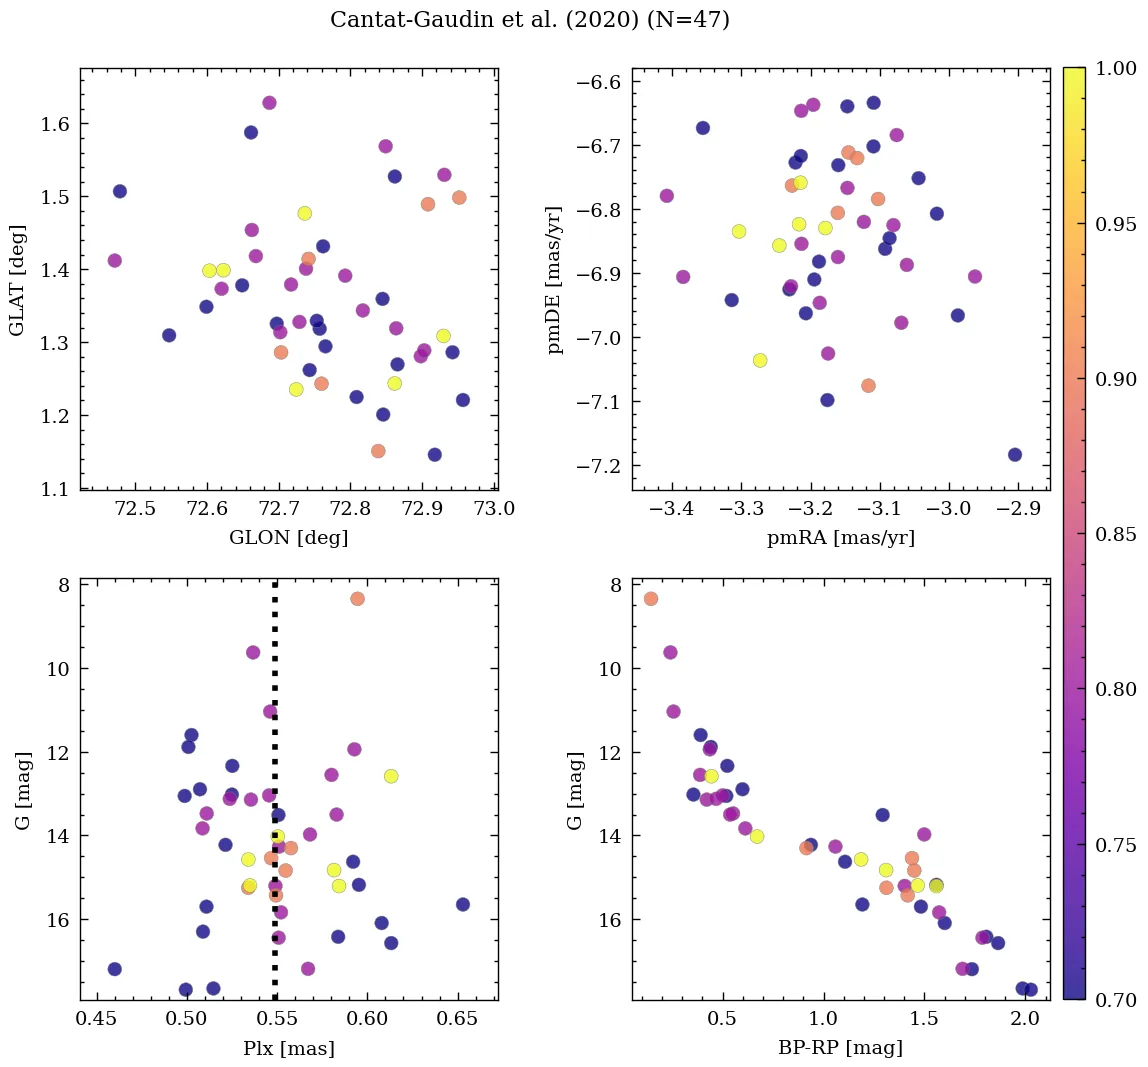 Cantat-Gaudin et al. (2020) (N=47)
1.6
1.5
1.4
1.3
1.2
1.1
GLAT [deg]
72.5 72.6 72.7 72.8 72.9 73.0
GLON [deg]
−6.6
−6.7
−6.8
−6.9
−7.0
−7.1
−7.2
pmDE [mas/yr]
−3.4 −3.3 −3.2 −3.1 −3.0 −2.9
pmRA [mas/yr]
8
10
12
14
16
G [mag]
0.45 0.50 0.55 0.60 0.65
Plx [mas]
8
10
12
14
16
G [mag]
0.5 1.0 1.5 2.0
BP-RP [mag]
1.00
0.95
0.90
0.85
0.80
0.75
0.70